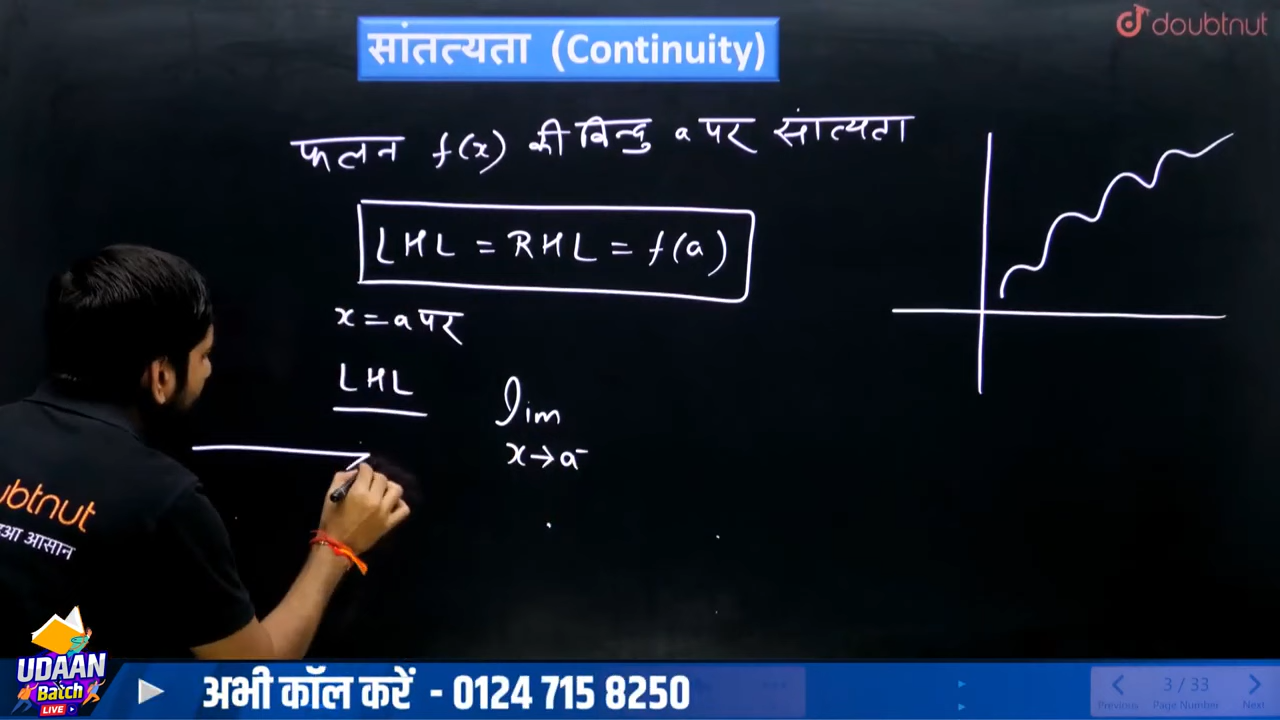 सांतत्यता (Continuity)
doubtnut
फलन f(x) की बिन्दु a पर सांत्यता
LHL = RHL = f(a)
x = a पर
LHL
lim
x→a⁻
ubtnut
हुआ आसान
UDAAN
Batch
LIVE
अभी कॉल करें - 0124 715 8250
3 / 33
Previous Page Number Next